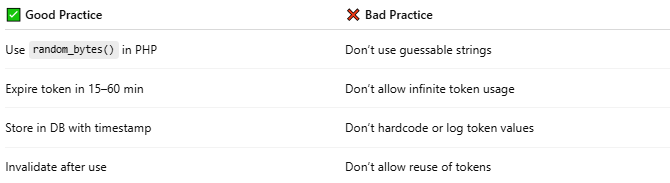 ✅ Good Practice ❌ Bad Practice
Use random_bytes() in PHP Don't use guessable strings
Expire token in 15–60 min Don't allow infinite token usage
Store in DB with timestamp Don't hardcode or log token values
Invalidate after use Don't allow reuse of tokens